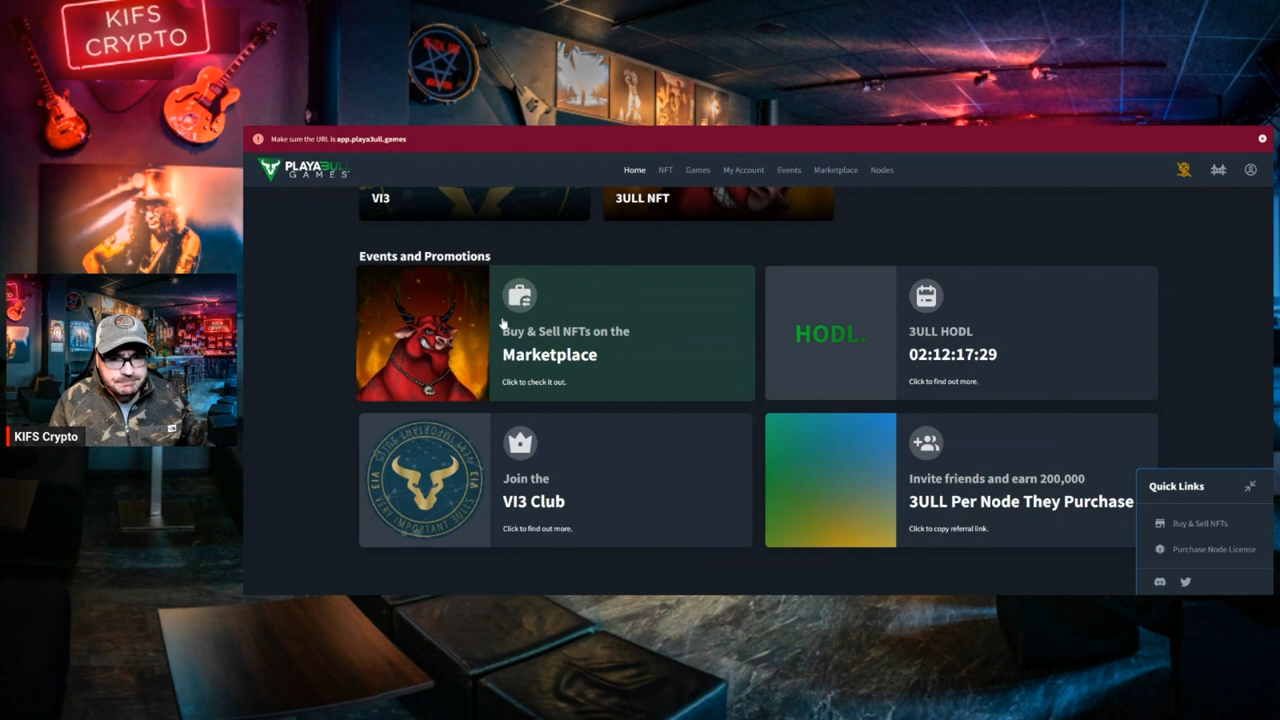 KIFS
CRYPTO
Make sure the URL is app.playa3ull.games
PLAYA3ULL
GAMES
Home NFT Games My Account Events Marketplace Nodes
VI3
3ULL NFT
Events and Promotions
Buy & Sell NFTs on the
Marketplace
Click to check it out.
HODL.
3ULL HODL
02:12:17:29
Click to find out more.
Join the
VI3 Club
Click to find out more.
Invite friends and earn 200,000
3ULL Per Node They Purchase
Click to copy referral link.
Quick Links
Buy & Sell NFTs
Purchase Node License
KIFS Crypto